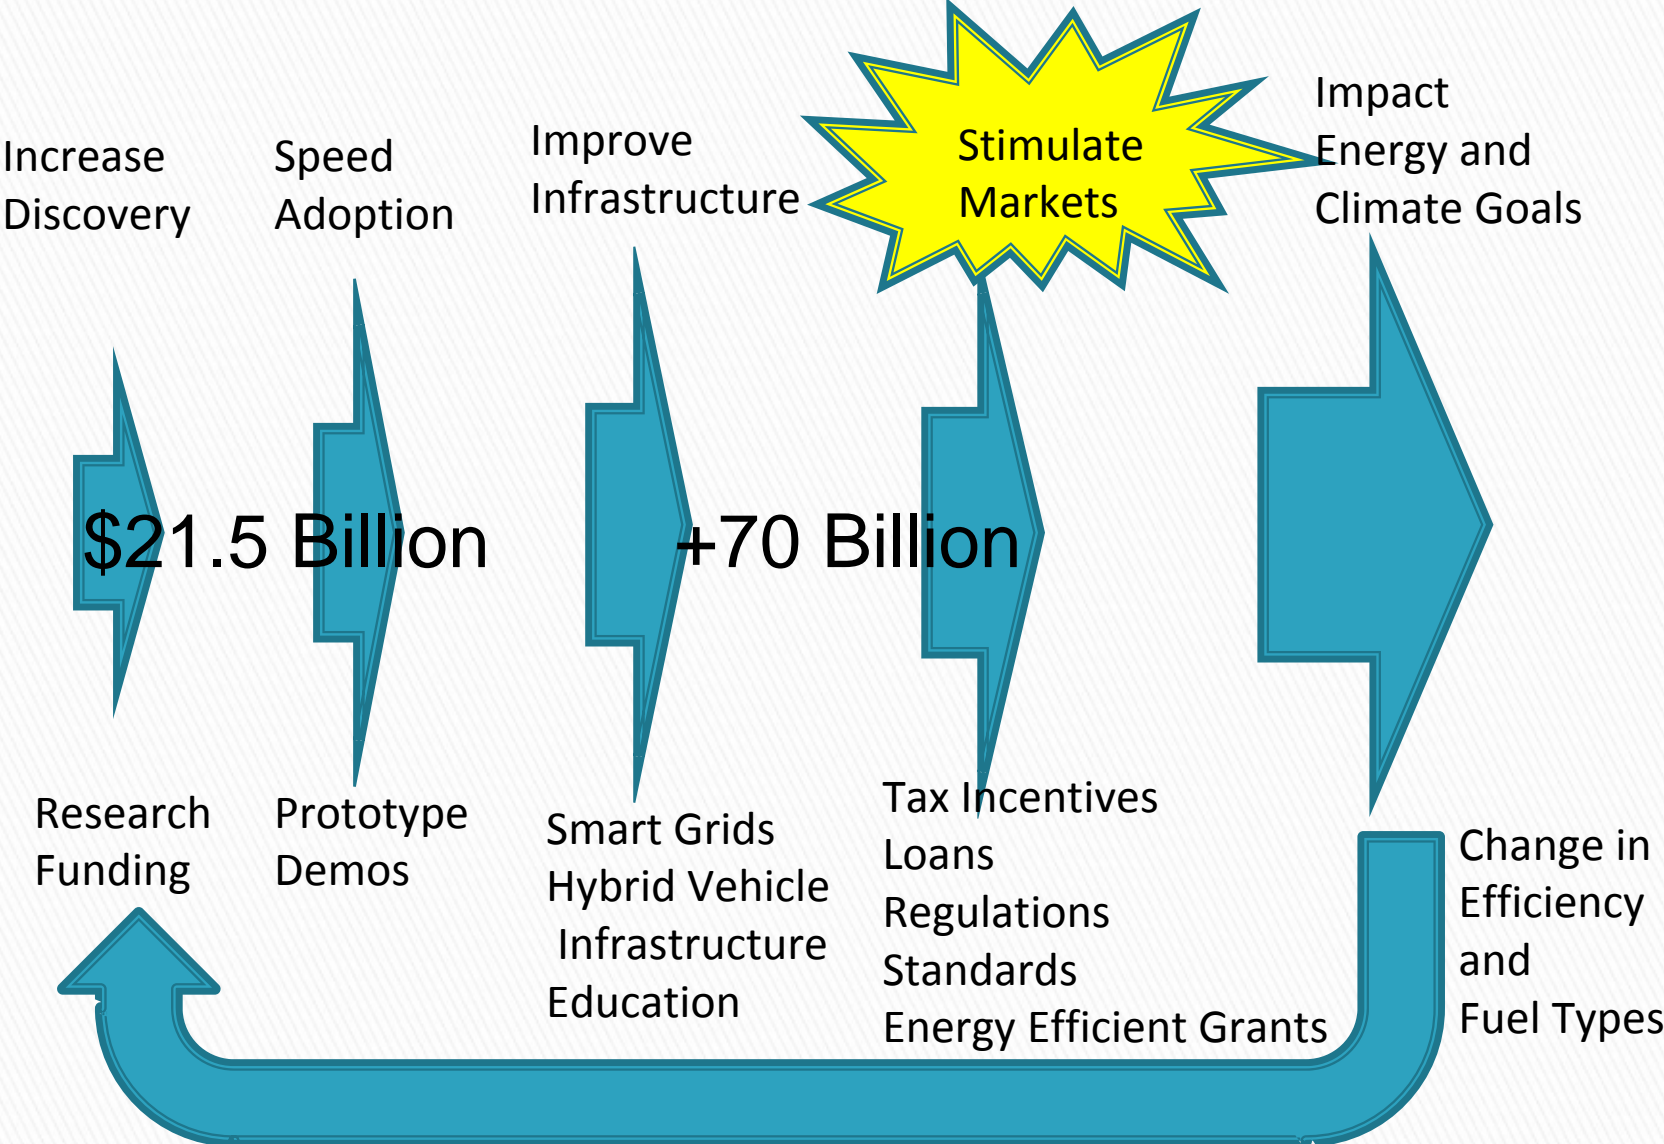 Increase
Discovery
Speed
Adoption
Improve
Infrastructure
Stimulate
Markets
Impact
Energy and
Climate Goals
$21.5 Billion
+70 Billion
Research
Funding
Prototype
Demos
Smart Grids
Hybrid Vehicle
Infrastructure
Education
Tax Incentives
Loans
Regulations
Standards
Energy Efficient Grants
Change in
Efficiency
and
Fuel Types